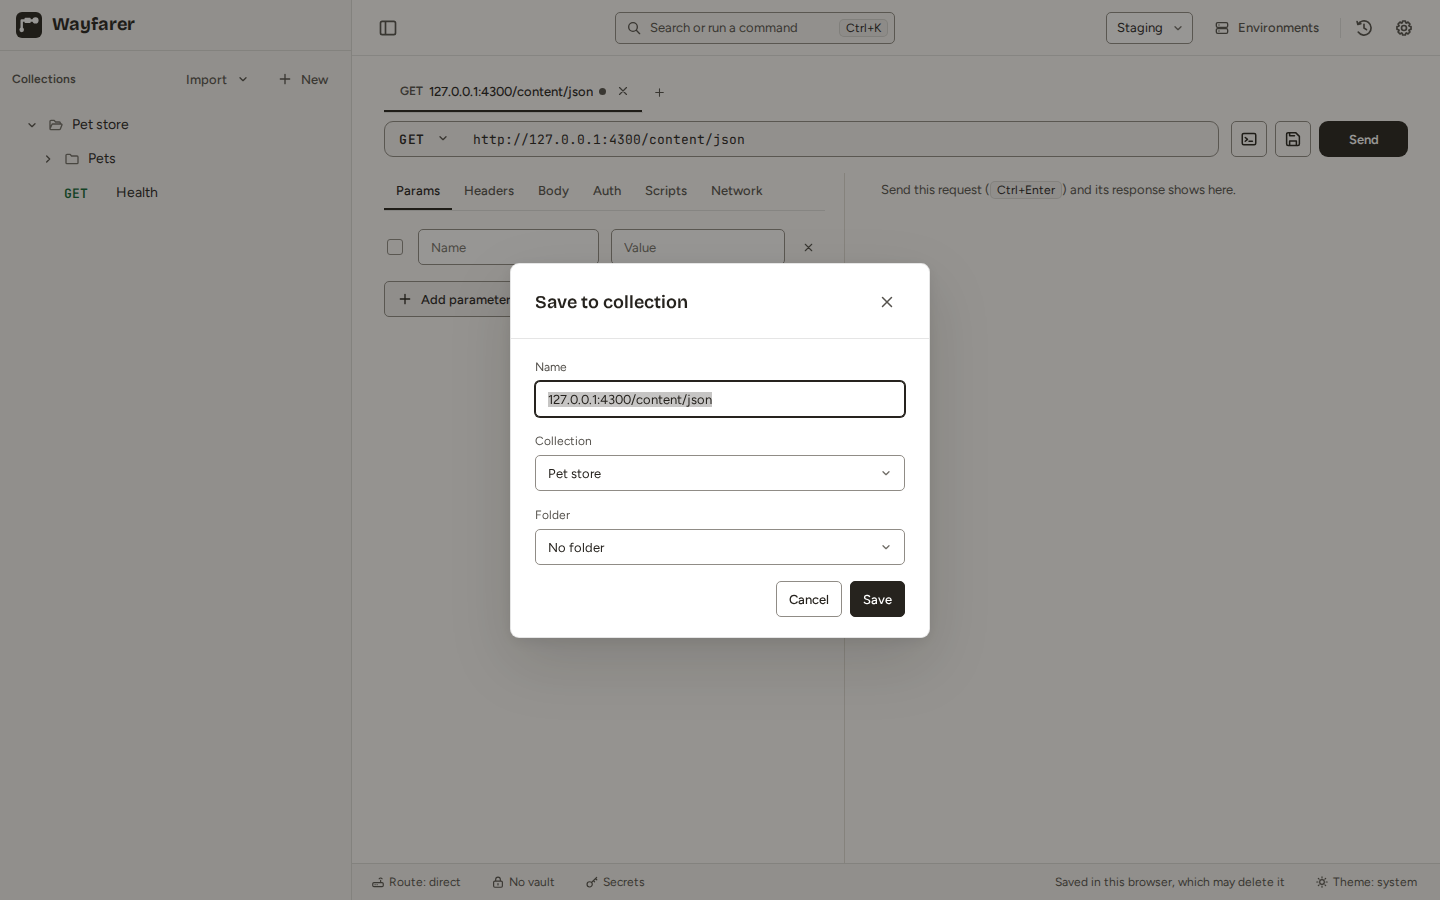 Wayfarer
Search or run a command Ctrl+K
Staging
Environments
Collections
Import
New
Pet store
Pets
GET Health
GET 127.0.0.1:4300/content/json
GET http://127.0.0.1:4300/content/json
Send
Params Headers Body Auth Scripts Network
Name
Value
Add parameter
Send this request ( Ctrl+Enter ) and its response shows here.
Save to collection
Name
127.0.0.1:4300/content/json
Collection
Pet store
Folder
No folder
Cancel
Save
Route: direct
No vault
Secrets
Saved in this browser, which may delete it
Theme: system